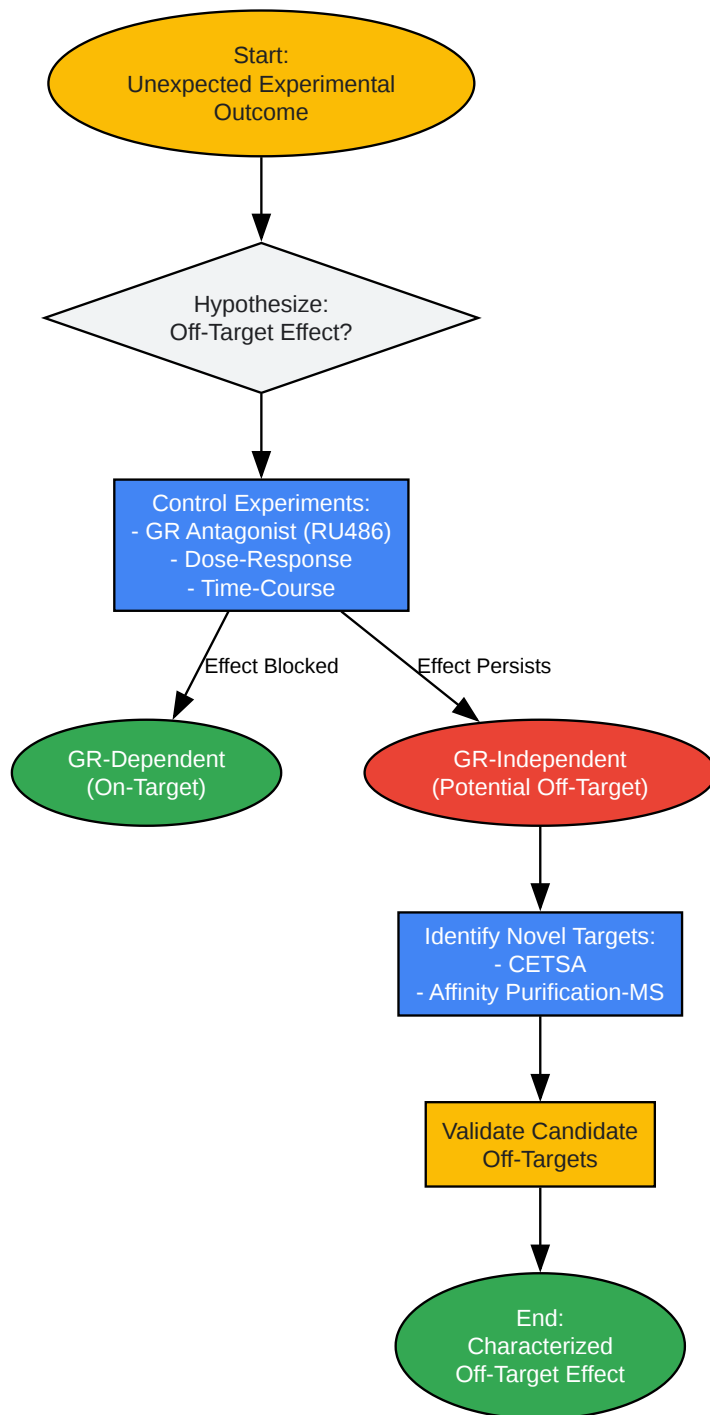 Start:
Unexpected Experimental
Outcome
Hypothesize:
Off-Target Effect?
Control Experiments:
- GR Antagonist (RU486)
- Dose-Response
- Time-Course
Effect Blocked
Effect Persists
GR-Dependent
(On-Target)
GR-Independent
(Potential Off-Target)
Identify Novel Targets:
- CETSA
- Affinity Purification-MS
Validate Candidate
Off-Targets
End:
Characterized
Off-Target Effect